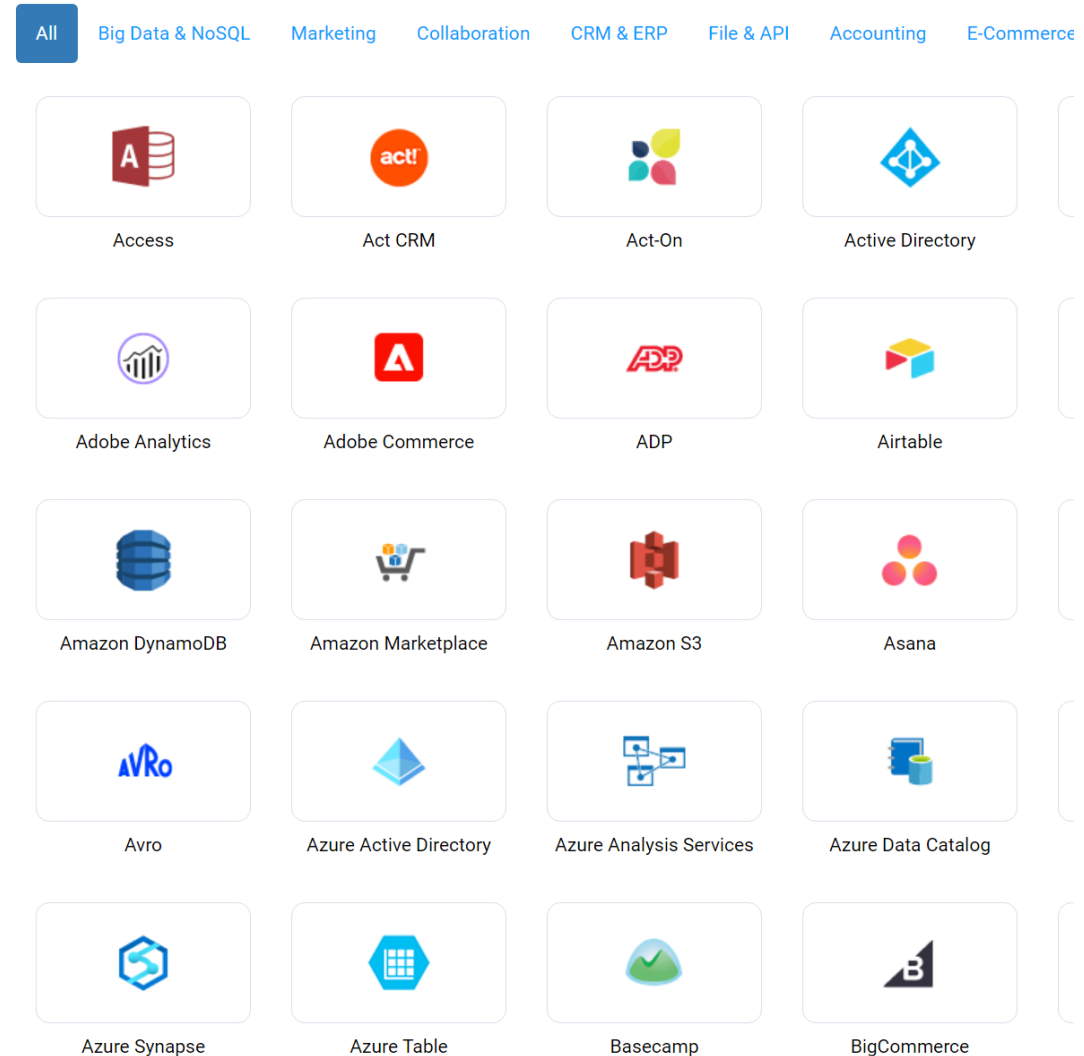 All Big Data & NoSQL Marketing Collaboration CRM & ERP File & API Accounting E-Commerce
A act!
Access Act CRM Act-On Active Directory
ADP
Adobe Analytics Adobe Commerce ADP Airtable
Amazon DynamoDB Amazon Marketplace Amazon S3 Asana
AVRO
Avro Azure Active Directory Azure Analysis Services Azure Data Catalog
B
Azure Synapse Azure Table Basecamp BigCommerce